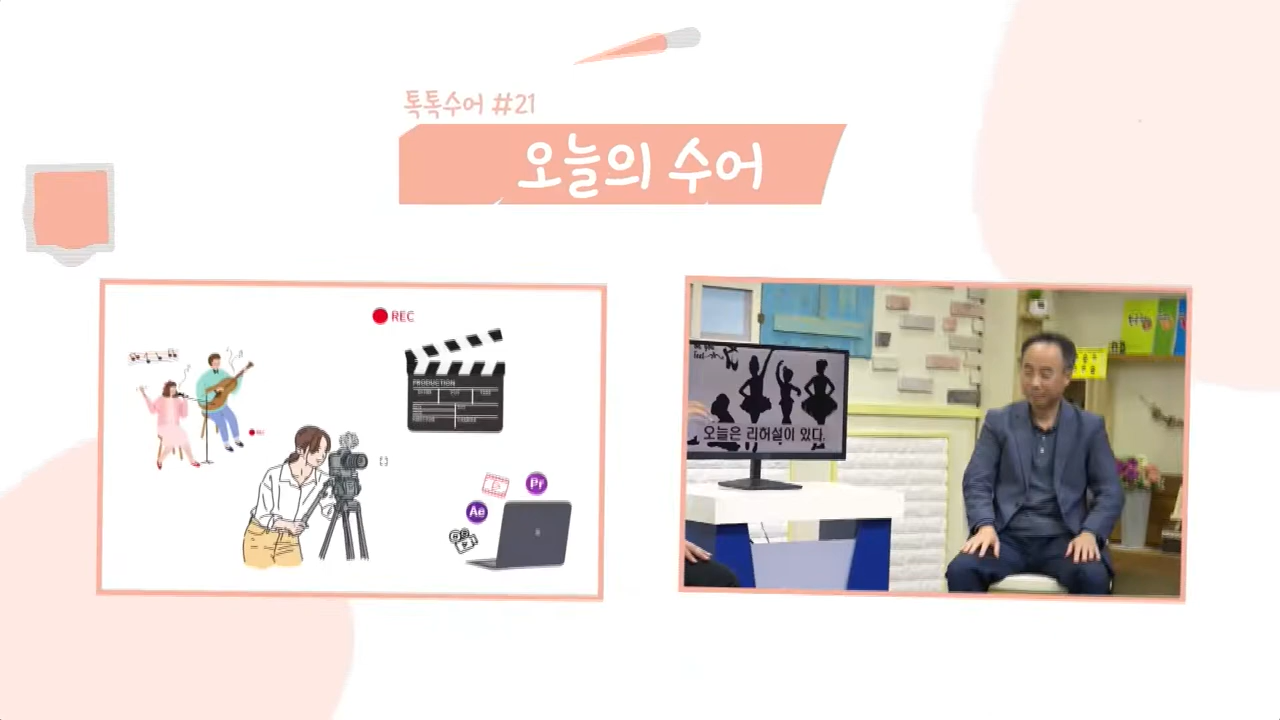 톡톡수어 #21
오늘의 수어
REC
PRODUCTION
Pr
Ae
오늘은 리허설이 있다.